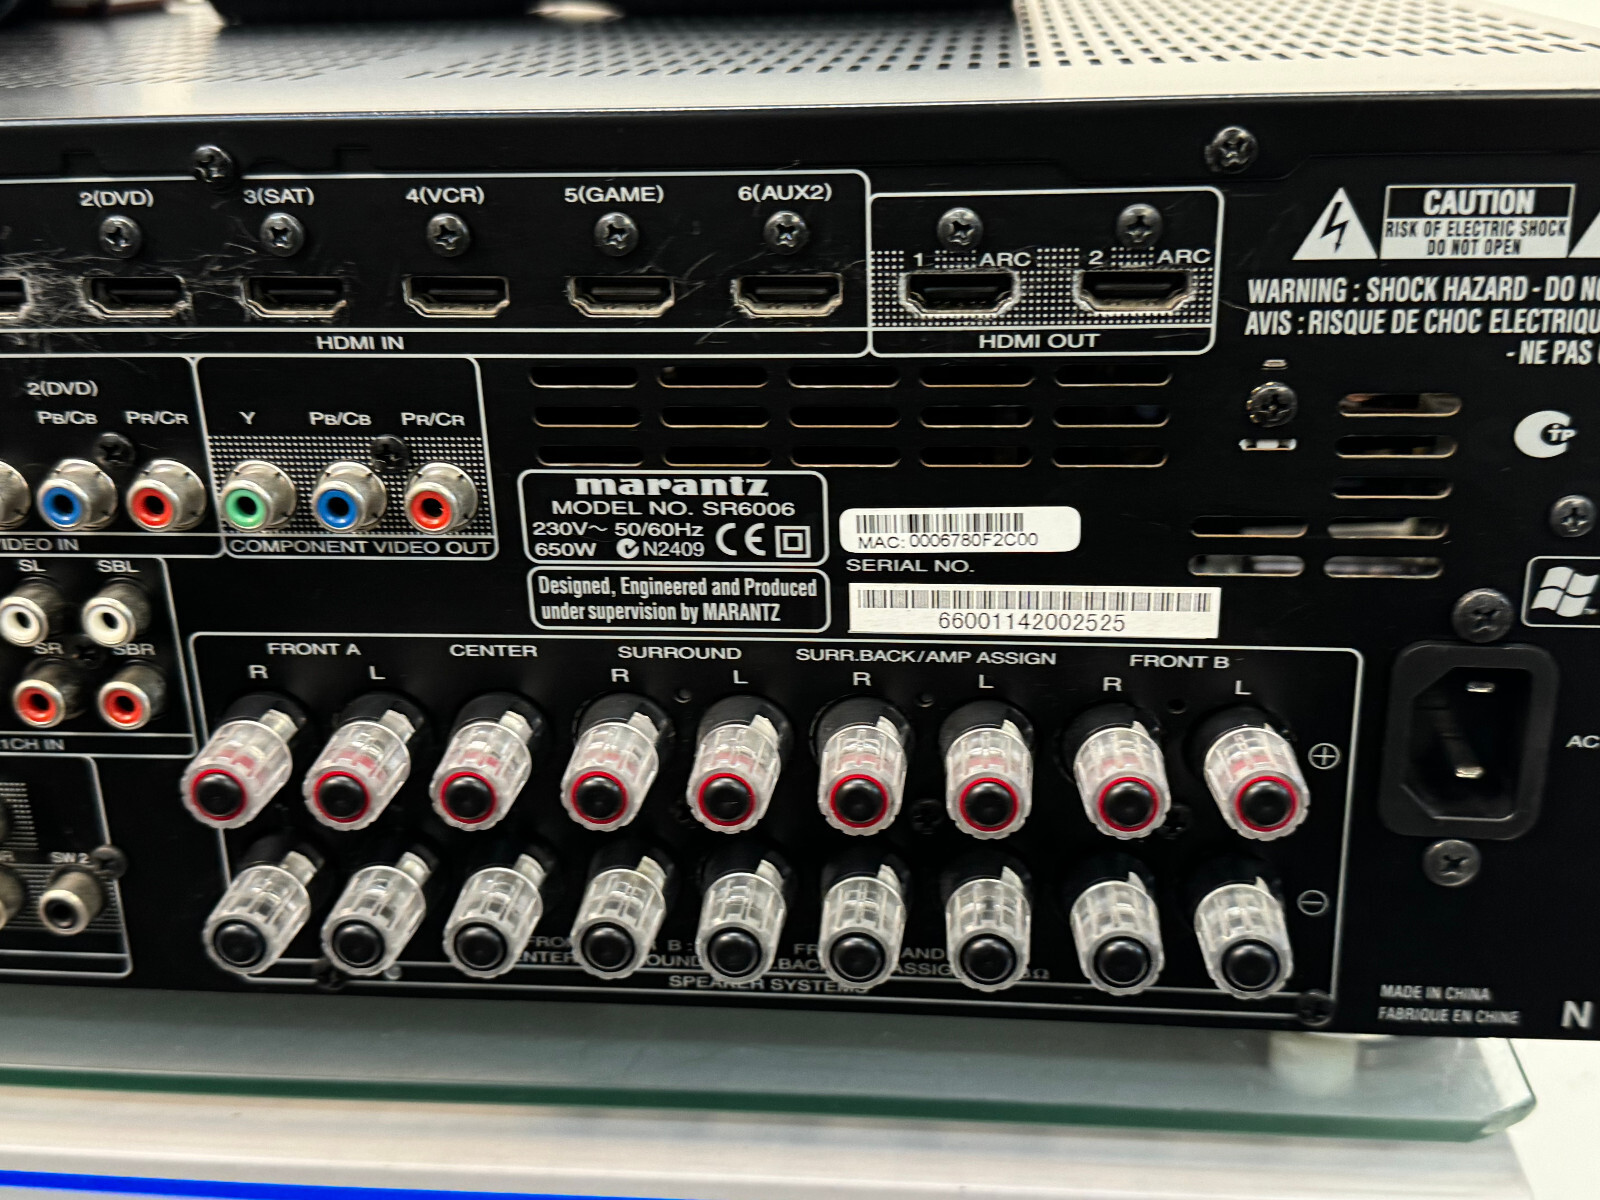 2(DVD) 3(SAT) 4(VCR) 5(GAME) 6(AUX2)
1 ARC 2 ARC
HDMI IN
HDMI OUT
CAUTION
RISK OF ELECTRIC SHOCK
DO NOT OPEN
WARNING : SHOCK HAZARD - DO
AVIS : RISQUE DE CHOC
- NE PAS
2(DVD)
PB/CB PR/CR
Y PB/CB PR/CR
VIDEO IN
COMPONENT VIDEO OUT
marantz
MODEL NO. SR6006
230V~ 50/60Hz
650W N2409 CE
Designed, Engineered and Produced
under supervision by MARANTZ
MAC: 0006780F2C00
SERIAL NO.
66001142002525
SL SBL
SR SBR
1CH IN
SW 2
FRONT A CENTER SURROUND SURR.BACK/AMP ASSIGN FRONT B
R L R L R L R L
+
−
SPEAKER SYSTEMS
AC
MADE IN CHINA
FABRIQUE EN CHINE
N